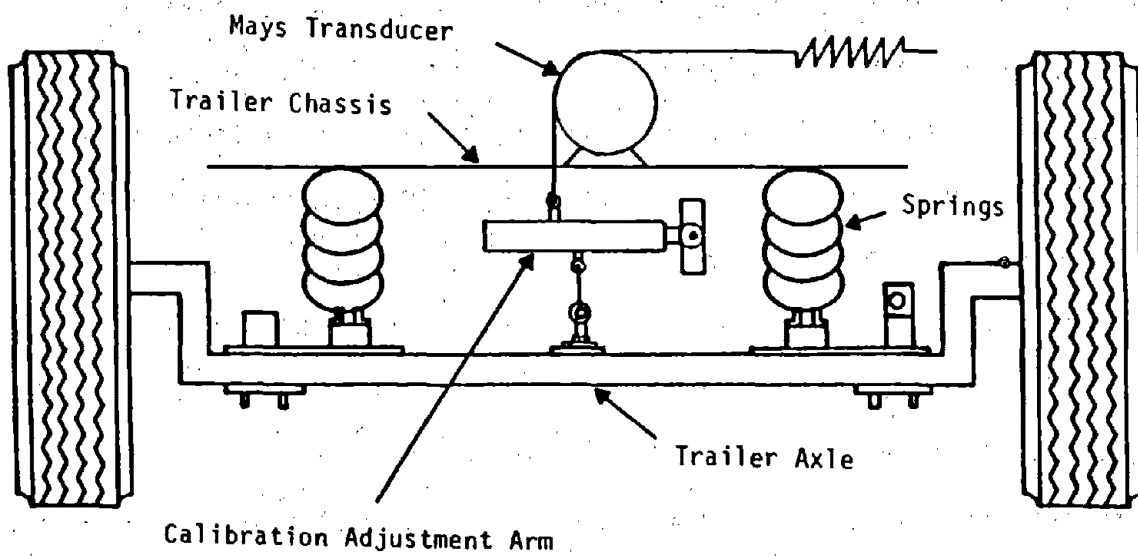 Mays Transducer
Trailer Chassis
Springs
Trailer Axle
Calibration Adjustment Arm